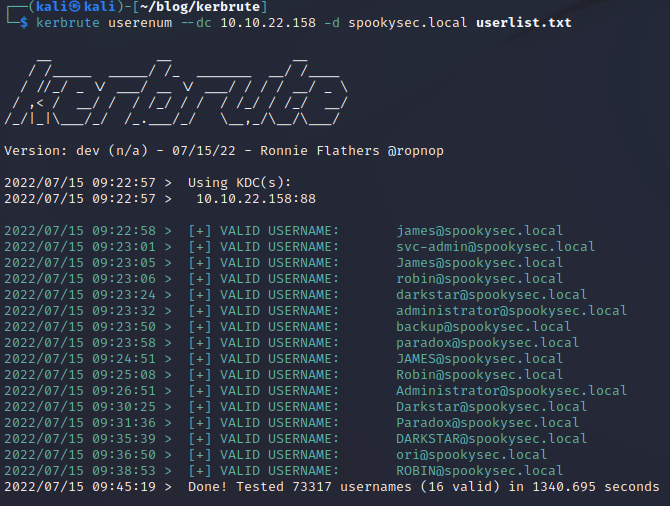 ┌──(kali㉿kali)-[~/blog/kerbrute]
└─$ kerbrute userenum --dc 10.10.22.158 -d spookysec.local userlist.txt
kerbrute
Version: dev (n/a) - 07/15/22 - Ronnie Flathers @ropnop
2022/07/15 09:22:57 >  Using KDC(s):
2022/07/15 09:22:57 >   10.10.22.158:88
2022/07/15 09:22:58 >  [+] VALID USERNAME:       james@spookysec.local
2022/07/15 09:23:01 >  [+] VALID USERNAME:       svc-admin@spookysec.local
2022/07/15 09:23:05 >  [+] VALID USERNAME:       James@spookysec.local
2022/07/15 09:23:06 >  [+] VALID USERNAME:       robin@spookysec.local
2022/07/15 09:23:24 >  [+] VALID USERNAME:       darkstar@spookysec.local
2022/07/15 09:23:32 >  [+] VALID USERNAME:       administrator@spookysec.local
2022/07/15 09:23:50 >  [+] VALID USERNAME:       backup@spookysec.local
2022/07/15 09:23:58 >  [+] VALID USERNAME:       paradox@spookysec.local
2022/07/15 09:24:51 >  [+] VALID USERNAME:       JAMES@spookysec.local
2022/07/15 09:25:08 >  [+] VALID USERNAME:       Robin@spookysec.local
2022/07/15 09:26:51 >  [+] VALID USERNAME:       Administrator@spookysec.local
2022/07/15 09:30:25 >  [+] VALID USERNAME:       Darkstar@spookysec.local
2022/07/15 09:31:36 >  [+] VALID USERNAME:       Paradox@spookysec.local
2022/07/15 09:35:39 >  [+] VALID USERNAME:       DARKSTAR@spookysec.local
2022/07/15 09:36:50 >  [+] VALID USERNAME:       ori@spookysec.local
2022/07/15 09:38:53 >  [+] VALID USERNAME:       ROBIN@spookysec.local
2022/07/15 09:45:19 >  Done! Tested 73317 usernames (16 valid) in 1340.695 seconds